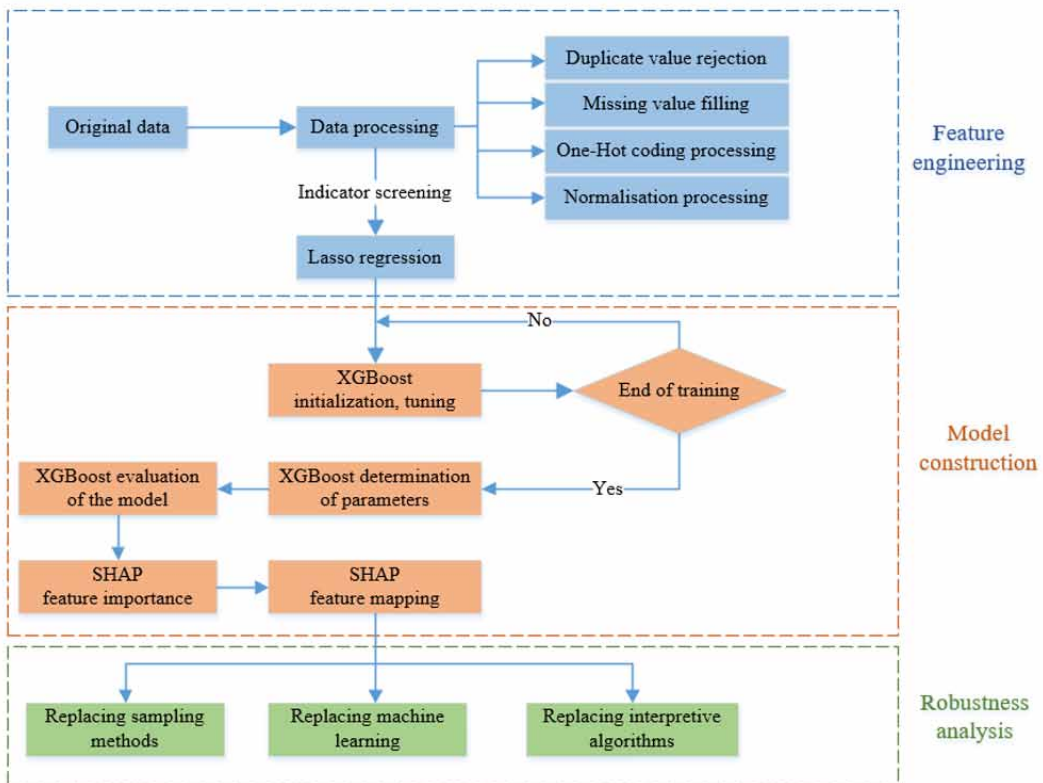 Duplicate value rejection
Original data
Data processing
Missing value filling
One-Hot coding processing
Normalisation processing
Feature
engineering
Indicator screening
Lasso regression
No
XGBoost
initialization, tuning
End of training
Model
construction
XGBoost evaluation
of the model
XGBoost determination
of parameters
Yes
SHAP
feature importance
SHAP
feature mapping
Replacing sampling
methods
Replacing machine
learning
Replacing interpretive
algorithms
Robustness
analysis